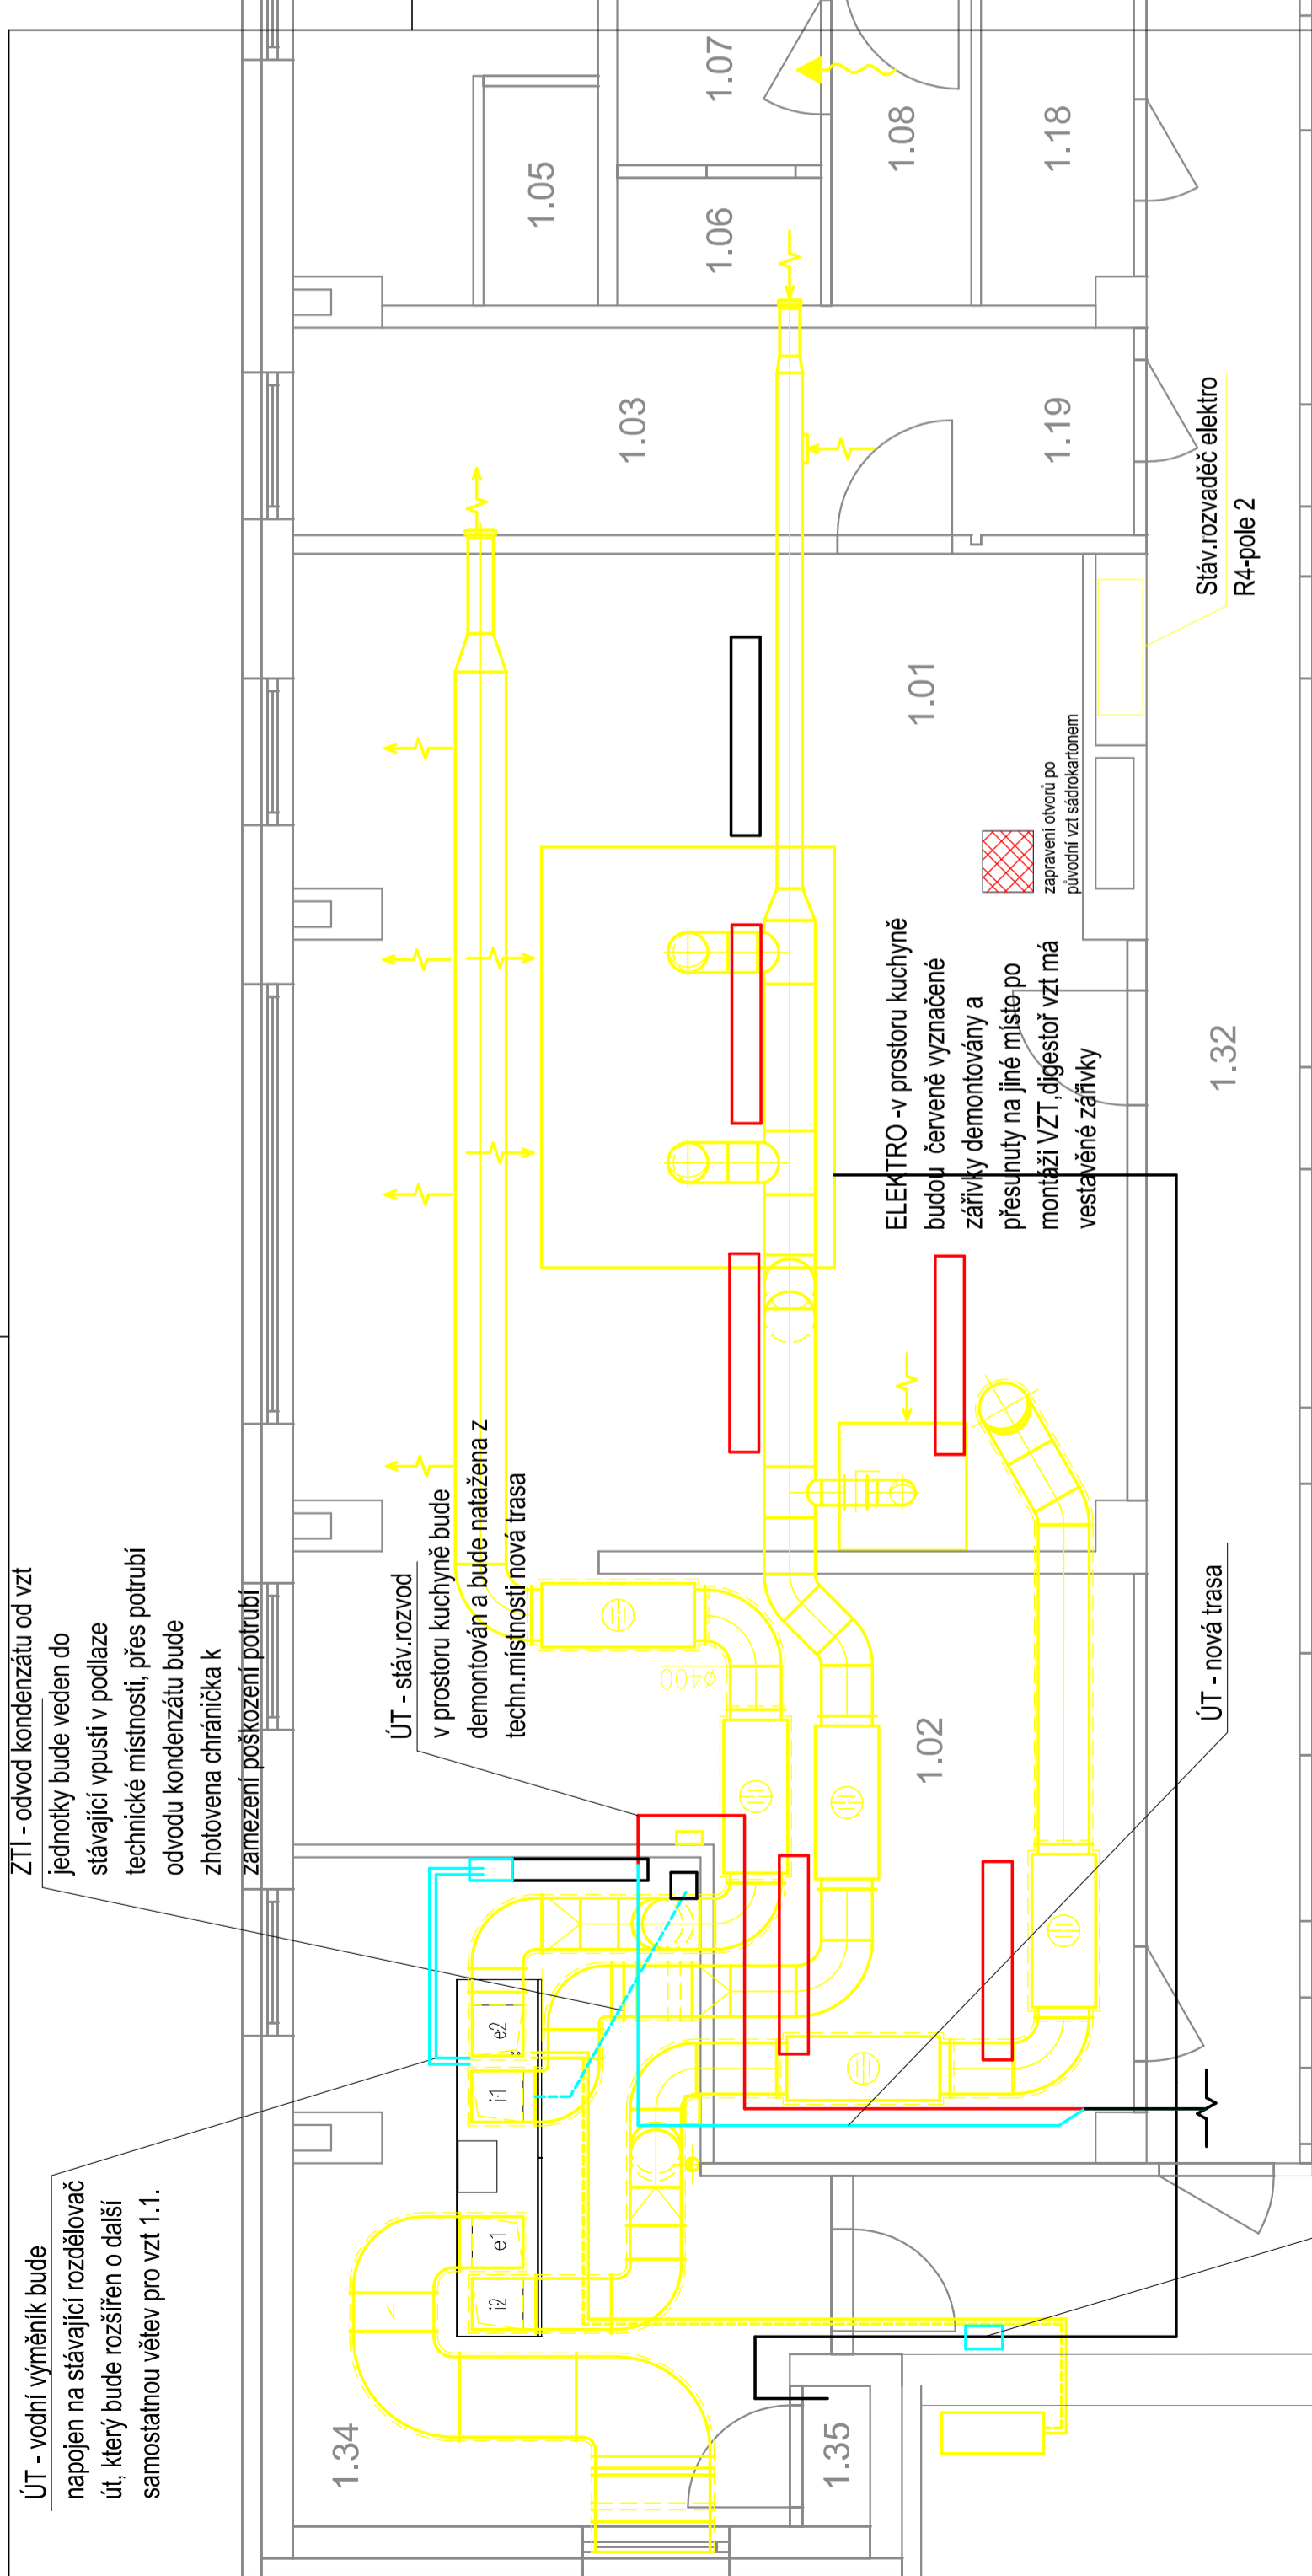 ÚT - vodní výměník bude
napojen na stávající rozdělovač
út, který bude rozšířen o další
samostatnou větev pro vzt 1.1.
ZTI - odvod kondenzátu od vzt
jednotky bude veden do
stávající vpusti v podlaze
technické místnosti, přes potrubí
odvodu kondenzátu bude
zhotovena chránička k
zamezení poškození potrubí
ÚT - stáv.rozvod
v prostoru kuchyně bude
demontován a bude natažena z
techn.místnosti nová trasa
ELEKTRO -v prostoru kuchyně
budou červeně vyznačené
zářivky demontovány a
přesunuty na jiné místo po
montáži VZT,digestoř vzt má
vestavěné zářivky
zapravení otvorů po
původní vzt sádrokartonem
Stáv.rozvaděč elektro
R4-pole 2
ÚT - nová trasa
1.34
1.35
1.02
1.01
1.32
1.03
1.19
1.05
1.06
1.07
1.08
1.18
e2
i1
e1
i2
ø400